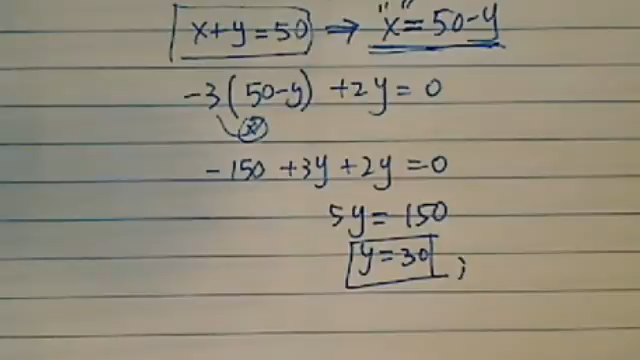 x+y=50 ⇒ "x"=50-y
-3(50-y) +2y= 0
-150 +3y +2y =0
5y= 150
y=30 ;